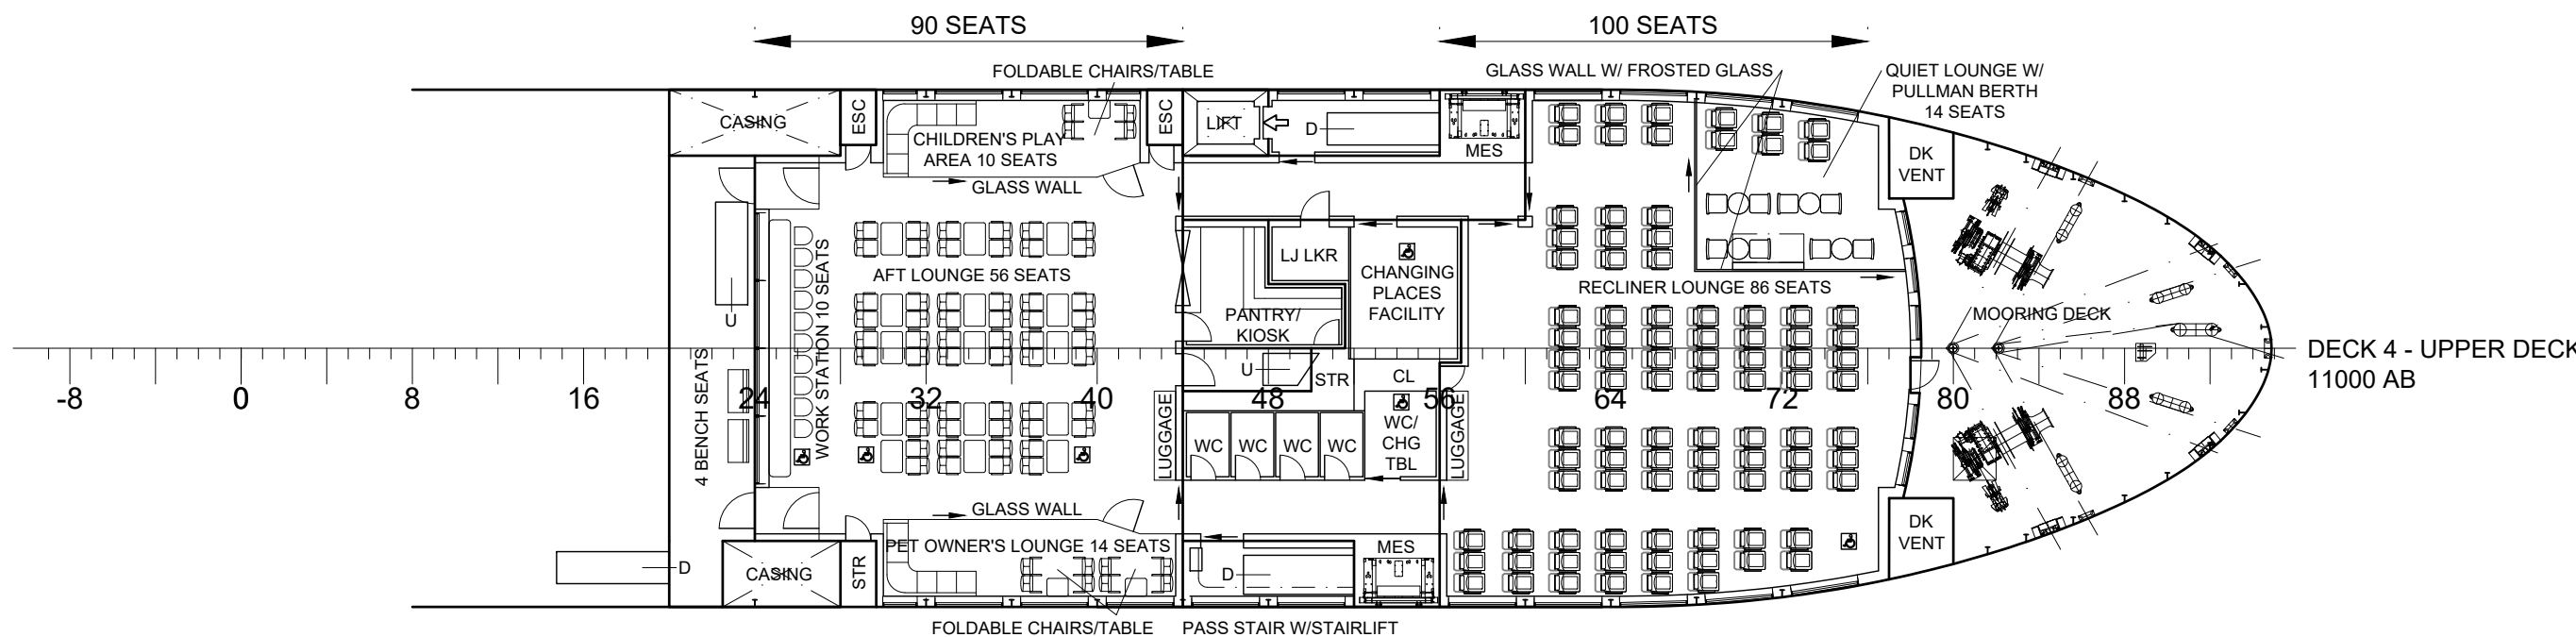 90 SEATS
100 SEATS
FOLDABLE CHAIRS/TABLE
GLASS WALL W/ FROSTED GLASS
QUIET LOUNGE W/
PULLMAN BERTH
14 SEATS
CASING
ESC
CHILDREN'S PLAY
AREA 10 SEATS
ESC
LIFT
D
MES
DK
VENT
GLASS WALL
WORK STATION 10 SEATS
AFT LOUNGE 56 SEATS
LJ LKR
CHANGING
PLACES
FACILITY
RECLINER LOUNGE 86 SEATS
U
PANTRY/
KIOSK
MOORING DECK
4 BENCH SEATS
U
STR
CL
DECK 4 - UPPER DECK
11000 AB
-8
0
8
16
24
32
40
48
56
64
72
80
88
LUGGAGE
WC
WC
WC
WC
WC/
CHG
TBL
LUGGAGE
GLASS WALL
DK
VENT
PET OWNER'S LOUNGE 14 SEATS
MES
D
CASING
STR
D
FOLDABLE CHAIRS/TABLE
PASS STAIR W/STAIRLIFT